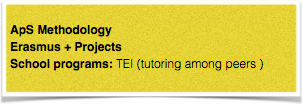 ApS Methodology
Erasmus + Projects
School programs: TEI (tutoring among peers )